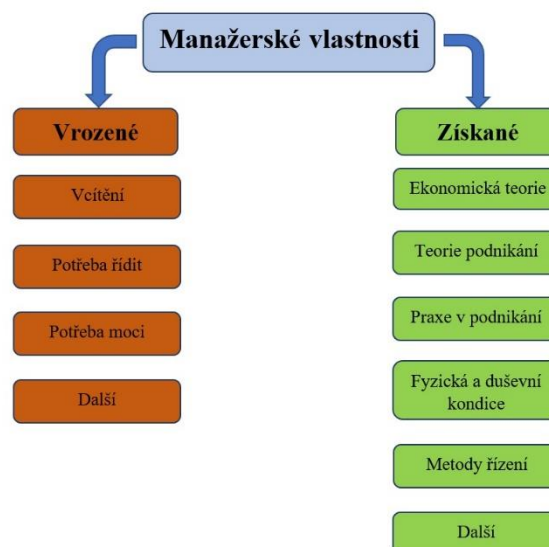 Manažerské vlastnosti
Vrozené
Vcítění
Potřeba řídit
Potřeba moci
Další
Získané
Ekonomická teorie
Teorie podnikání
Praxe v podnikání
Fyzická a duševní
kondice
Metody řízení
Další